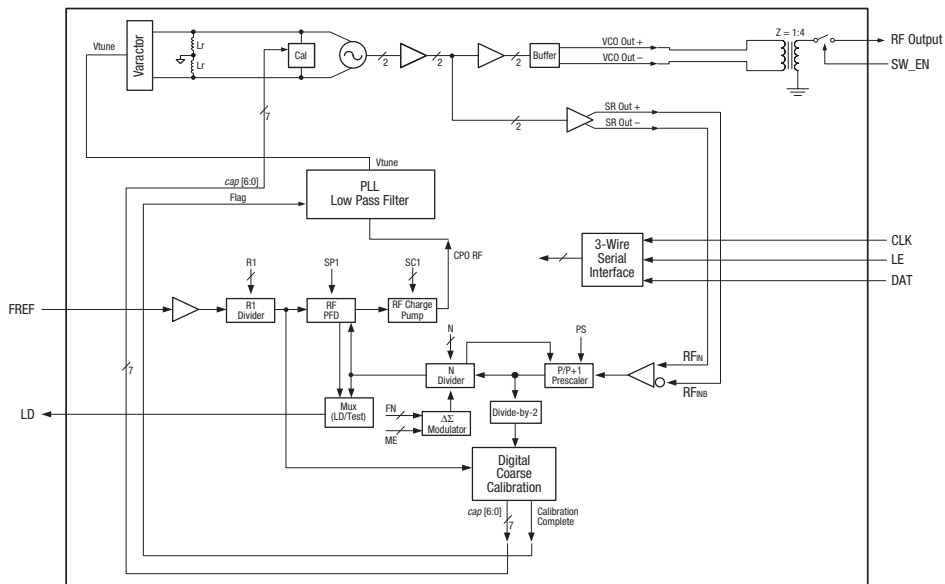 Vtune
Varactor
Lr
Lr
Cal
2
2
2
Buffer
VCO Out +
VCO Out –
Z = 1:4
RF Output
SW_EN
7
2
SR Out +
SR Out –
Vtune
cap [6:0]
Flag
PLL
Low Pass Filter
CPO RF
3-Wire
Serial
Interface
CLK
LE
DAT
R1
SP1
SC1
FREF
R1
Divider
RF
PFD
RF Charge
Pump
N
PS
RFIN
7
N
Divider
P/P+1
Prescaler
RFINB
LD
Mux
(LD/Test)
FN
ME
ΔΣ
Modulator
Divide-by-2
Digital
Coarse
Calibration
cap [6:0]
7
Calibration
Complete